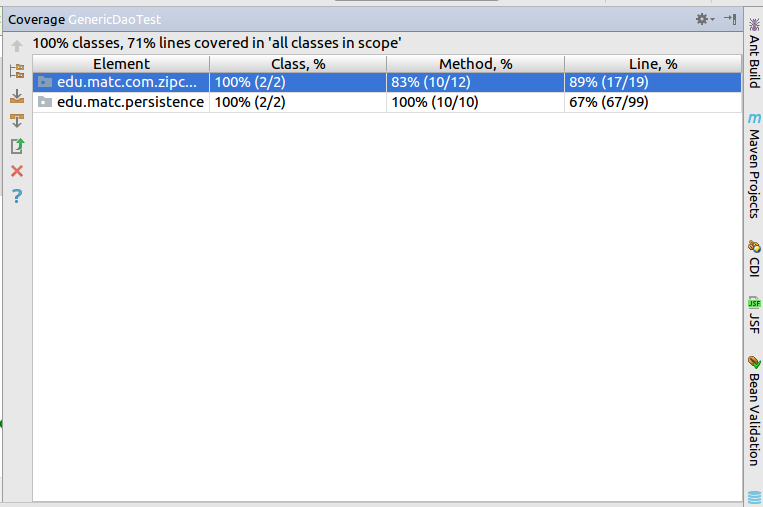 Coverage GenericDaoTest
100% classes, 71% lines covered in 'all classes in scope'
Element Class, % Method, % Line, %
edu.matc.com.zipc... 100% (2/2) 83% (10/12) 89% (17/19)
edu.matc.persistence 100% (2/2) 100% (10/10) 67% (67/99)
Ant Build
m Maven Projects
CDI
JSF JSF
Bean Validation